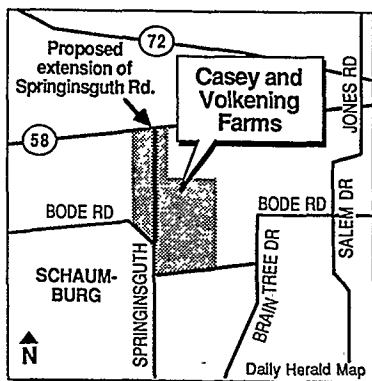 72
Proposed
extension of
Springinsguth Rd.
Casey and
Volkening
Farms
JONES RD
58
BODE RD
BODE RD
SALEM DR
SCHAUM-
BURG
SPRINGINSGUTH
BRAIN-TREE DR
N
Daily Herald Map